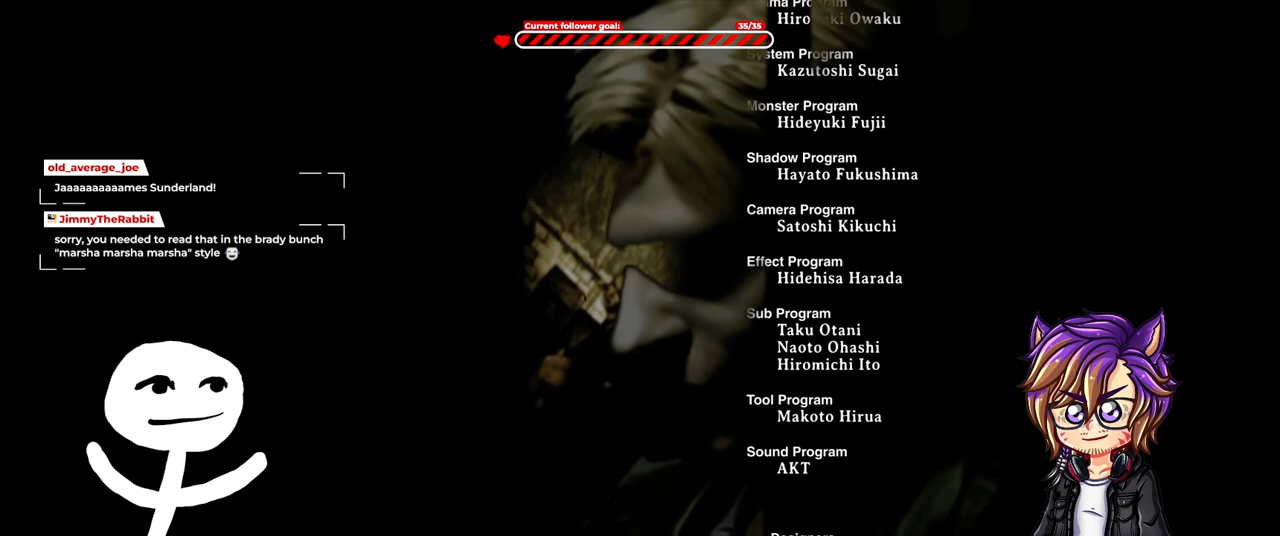 Current follower goal:
35/35
old_average_joe
Jaaaaaaaaaames Sunderland!
JimmyTheRabbit
sorry, you needed to read that in the brady bunch
"marsha marsha marsha" style
Program
Owaku
System Program
Kazutoshi Sugai
Monster Program
Hideyuki Fujii
Shadow Program
Hayato Fukushima
Camera Program
Satoshi Kikuchi
Effect Program
Hidehisa Harada
Sub Program
Taku Otani
Naoto Ohashi
Hiromichi Ito
Tool Program
Makoto Hirua
Sound Program
AKT